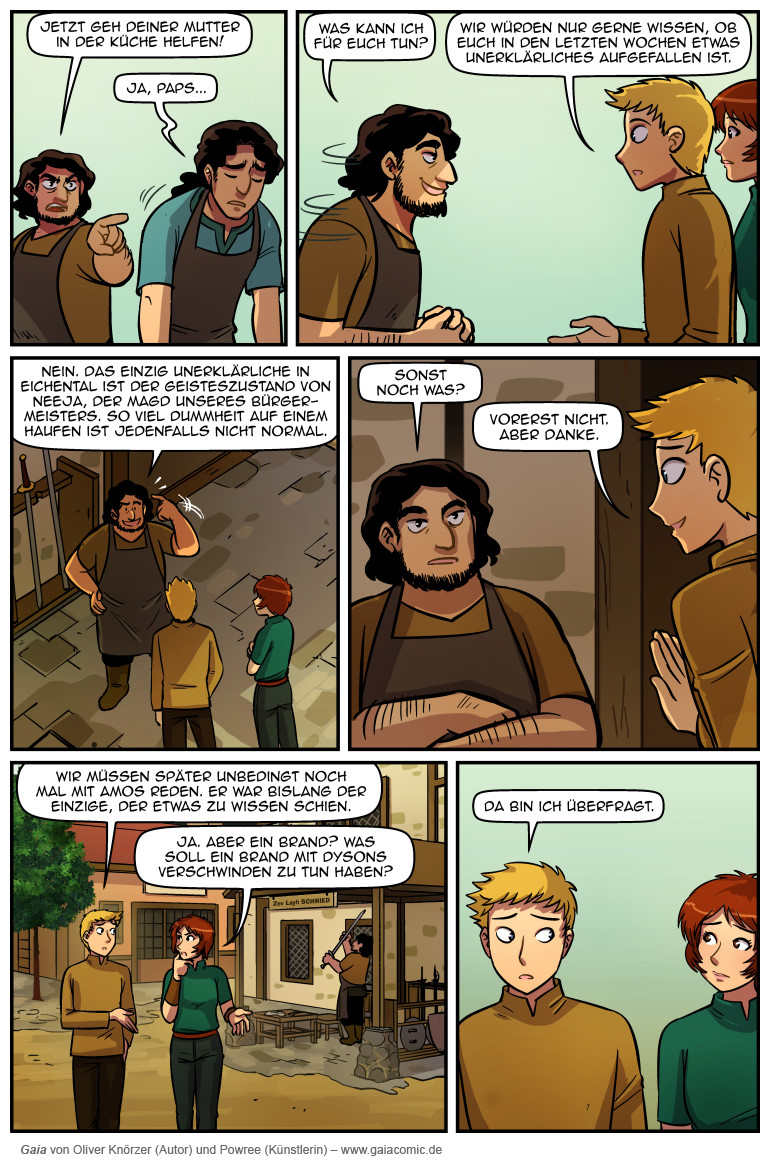 JETZT GEH DEINER MUTTER
IN DER KÜCHE HELFEN!
JA, PAPS...
WAS KANN ICH
FÜR EUCH TUN?
WIR WÜRDEN NUR GERNE WISSEN, OB
EUCH IN DEN LETZTEN WOCHEN ETWAS
UNERKLÄRLICHES AUFGEFALLEN IST.
NEIN. DAS EINZIG UNERKLÄRLICHE IN
EICHENTAL IST DER GEISTESZUSTAND VON
NEEJA, DER MAGD UNSERES BÜRGER-
MEISTERS. SO VIEL DUMMHEIT AUF EINEM
HAUFEN IST JEDENFALLS NICHT NORMAL.
SONST
NOCH WAS?
VORERST NICHT.
ABER DANKE.
WIR MÜSSEN SPÄTER UNBEDINGT NOCH
MAL MIT AMOS REDEN. ER WAR BISLANG DER
EINZIGE, DER ETWAS ZU WISSEN SCHIEN.
JA. ABER EIN BRAND? WAS
SOLL EIN BRAND MIT DYSONS
VERSCHWINDEN ZU TUN HABEN?
Zev Layh SCHMIED
DA BIN ICH ÜBERFRAGT.
Gaia von Oliver Knörzer (Autor) und Powree (Künstlerin) – www.gaiacomic.de